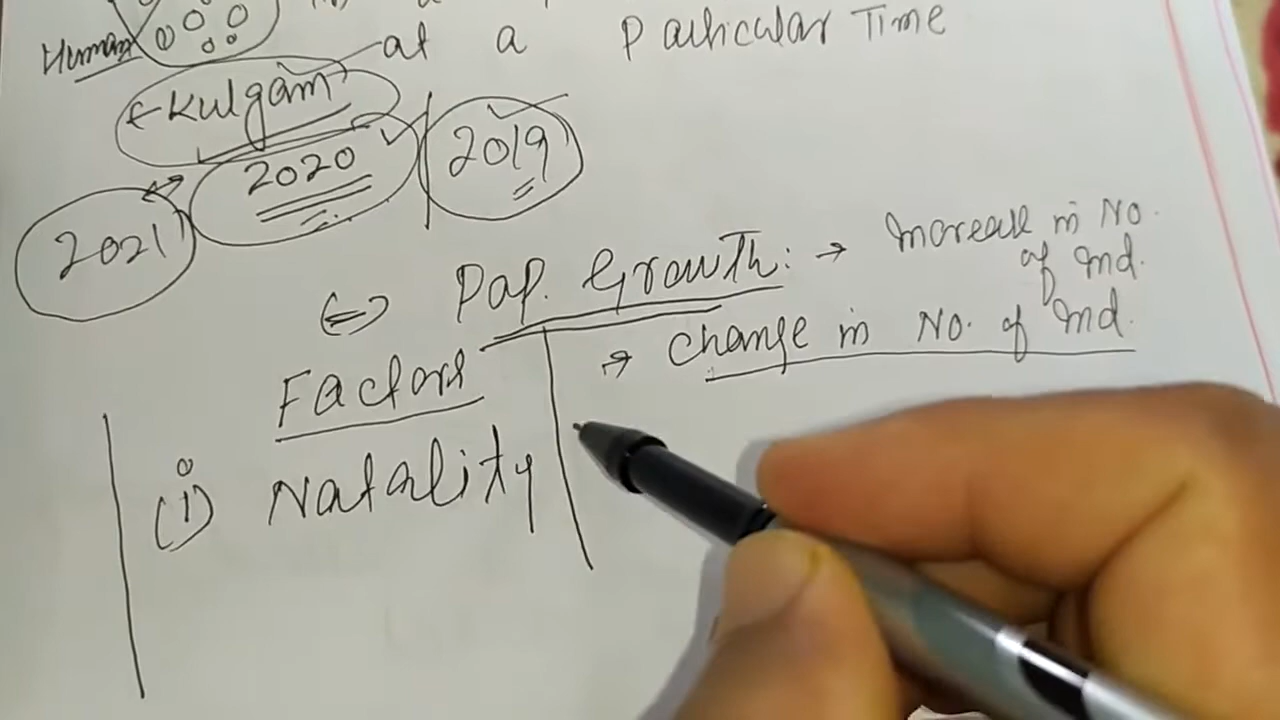 Human
at a Particular Time
Kulgam
2021 2020 2019
Pop. Growth: → Increase in No.
of Ind.
→ Change in No. of Ind.
Factors
(i) Natality